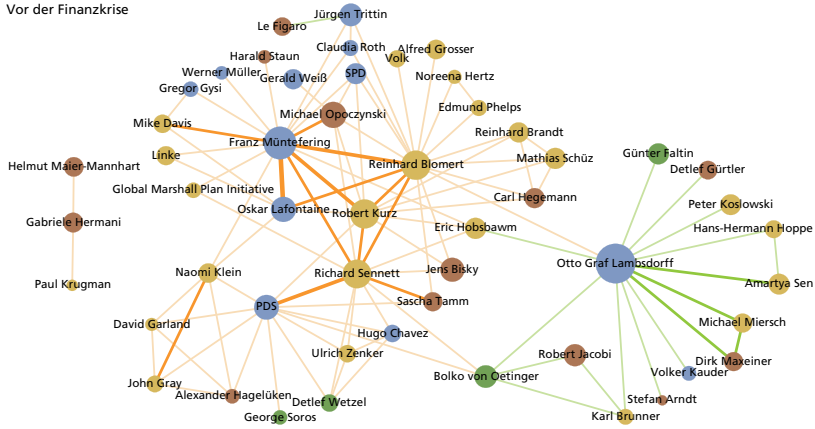 Vor der Finanzkrise
Jürgen Trittin
Le Figaro
Claudia Roth
Alfred Grosser
Volk
Harald Staun
Werner Müller
Gerald Weiß
SPD
Noreena Hertz
Gregor Gysi
Edmund Phelps
Michael Opoczynski
Mike Davis
Reinhard Brandt
Franz Müntefering
Linke
Reinhard Blomert
Mathias Schüz
Günter Faltin
Helmut Maier-Mannhart
Detlef Gürtler
Global Marshall Plan Initiative
Carl Hegemann
Peter Koslowski
Oskar Lafontaine
Robert Kurz
Gabriele Hermani
Eric Hobsbawm
Hans-Hermann Hoppe
Otto Graf Lambsdorff
Naomi Klein
Richard Sennett
Jens Bisky
Paul Krugman
Amartya Sen
Sascha Tamm
PDS
David Garland
Michael Miersch
Hugo Chavez
Ulrich Zenker
Robert Jacobi
Dirk Maxeiner
Volker Kauder
Bolko von Oetinger
John Gray
Alexander Hagelüken
Stefan Arndt
Detlef Wetzel
George Soros
Karl Brunner